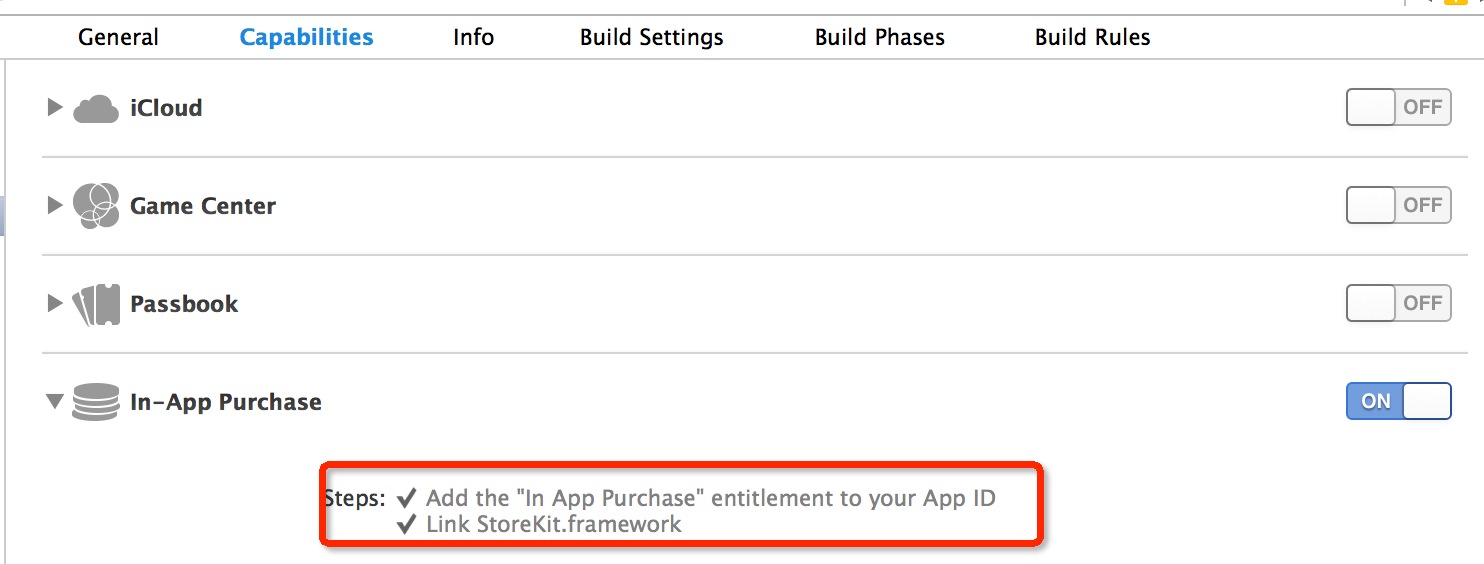 General Capabilities Info Build Settings Build Phases Build Rules
iCloud OFF
Game Center OFF
Passbook OFF
In-App Purchase ON
Steps: ✔ Add the "In App Purchase" entitlement to your App ID
✔ Link StoreKit.framework